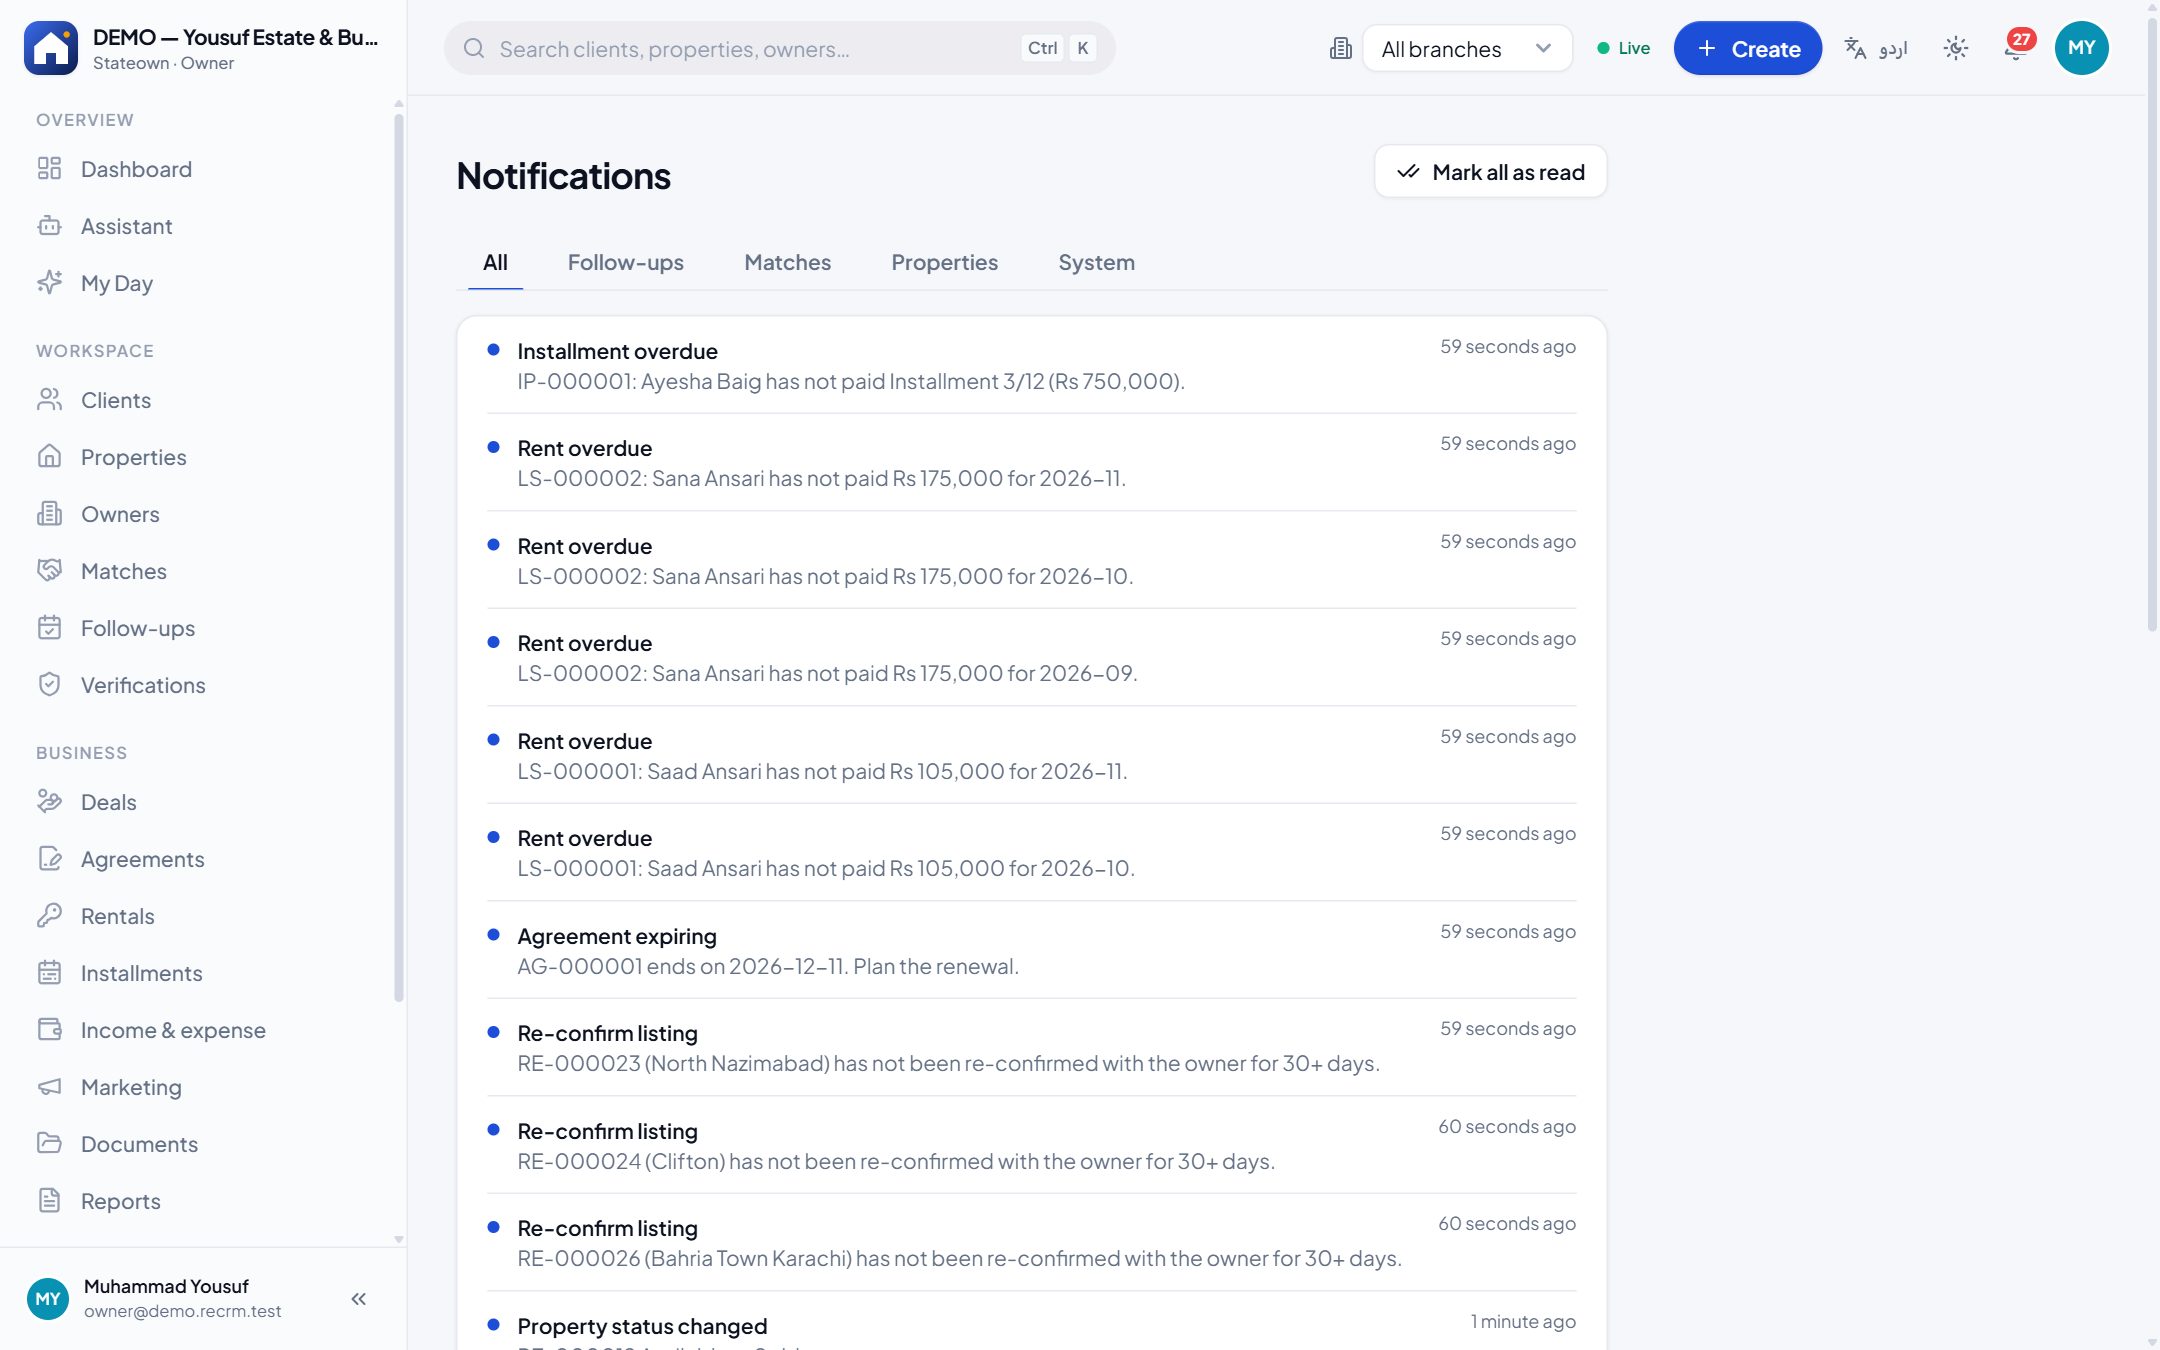 DEMO — Yousuf Estate & Bu...
Stateown · Owner
Search clients, properties, owners...
Ctrl K
All branches
Live
Create
اردو
27
MY
OVERVIEW
Dashboard
Assistant
My Day
WORKSPACE
Clients
Properties
Owners
Matches
Follow-ups
Verifications
BUSINESS
Deals
Agreements
Rentals
Installments
Income & expense
Marketing
Documents
Reports
MY
Muhammad Yousuf
owner@demo.recrm.test
Notifications
Mark all as read
All
Follow-ups
Matches
Properties
System
Installment overdue
59 seconds ago
IP-000001: Ayesha Baig has not paid Installment 3/12 (Rs 750,000).
Rent overdue
59 seconds ago
LS-000002: Sana Ansari has not paid Rs 175,000 for 2026-11.
Rent overdue
59 seconds ago
LS-000002: Sana Ansari has not paid Rs 175,000 for 2026-10.
Rent overdue
59 seconds ago
LS-000002: Sana Ansari has not paid Rs 175,000 for 2026-09.
Rent overdue
59 seconds ago
LS-000001: Saad Ansari has not paid Rs 105,000 for 2026-11.
Rent overdue
59 seconds ago
LS-000001: Saad Ansari has not paid Rs 105,000 for 2026-10.
Agreement expiring
59 seconds ago
AG-000001 ends on 2026-12-11. Plan the renewal.
Re-confirm listing
59 seconds ago
RE-000023 (North Nazimabad) has not been re-confirmed with the owner for 30+ days.
Re-confirm listing
60 seconds ago
RE-000024 (Clifton) has not been re-confirmed with the owner for 30+ days.
Re-confirm listing
60 seconds ago
RE-000026 (Bahria Town Karachi) has not been re-confirmed with the owner for 30+ days.
Property status changed
1 minute ago